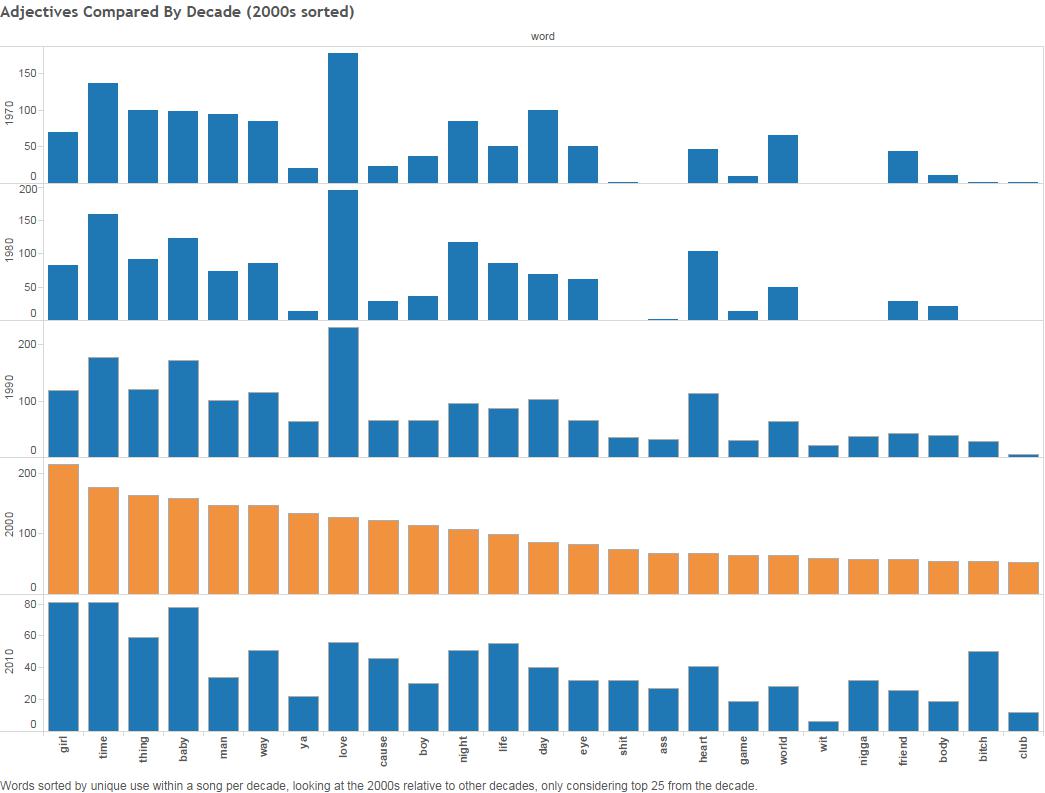 Adjectives Compared By Decade (2000s sorted)
word
1970
150
100
50
0
1980
200
150
100
50
0
1990
200
100
0
2000
200
100
0
2010
80
60
40
20
0
girl
time
thing
baby
man
way
ya
love
cause
boy
night
life
day
eye
shit
ass
heart
game
world
wit
nigga
friend
body
bitch
club
Words sorted by unique use within a song per decade, looking at the 2000s relative to other decades, only considering top 25 from the decade.